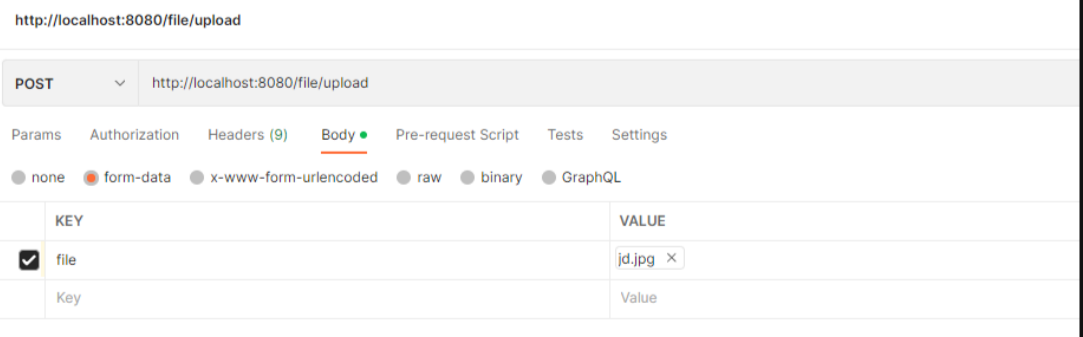 http://localhost:8080/file/upload
POST http://localhost:8080/file/upload
Params Authorization Headers (9) Body Pre-request Script Tests Settings
none form-data x-www-form-urlencoded raw binary GraphQL
KEY VALUE
file jd.jpg
Key Value